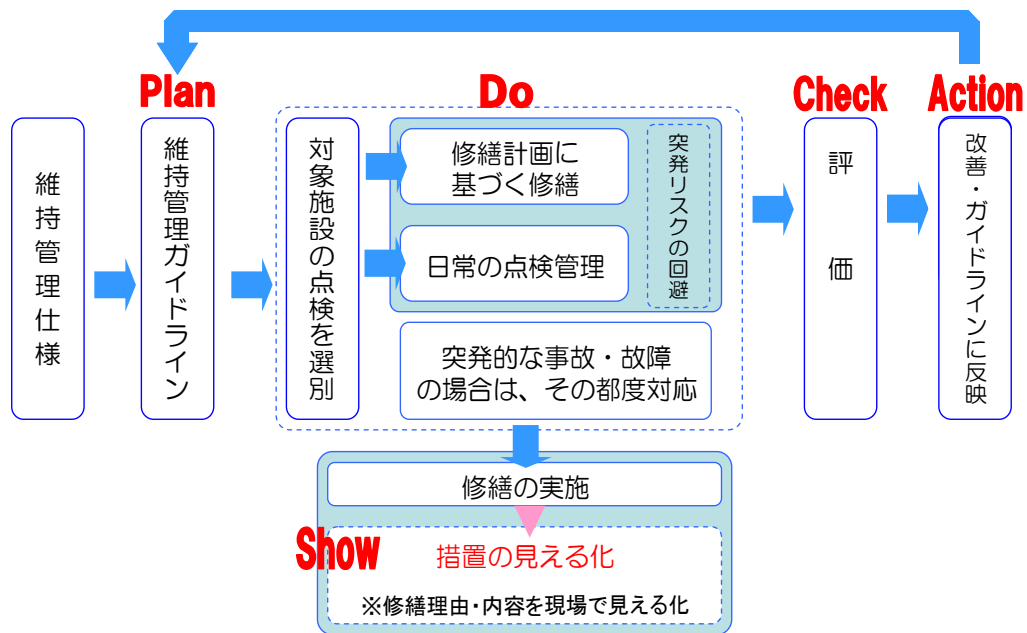 Plan
Do
Check
Action
維持管理仕様
維持管理ガイドライン
対象施設の点検を選別
修繕計画に
基づく修繕
日常の点検管理
突発リスクの回避
突発的な事故・故障
の場合は、その都度対応
評価
改善・ガイドラインに反映
修繕の実施
Show
措置の見える化
※修繕理由・内容を現場で見える化